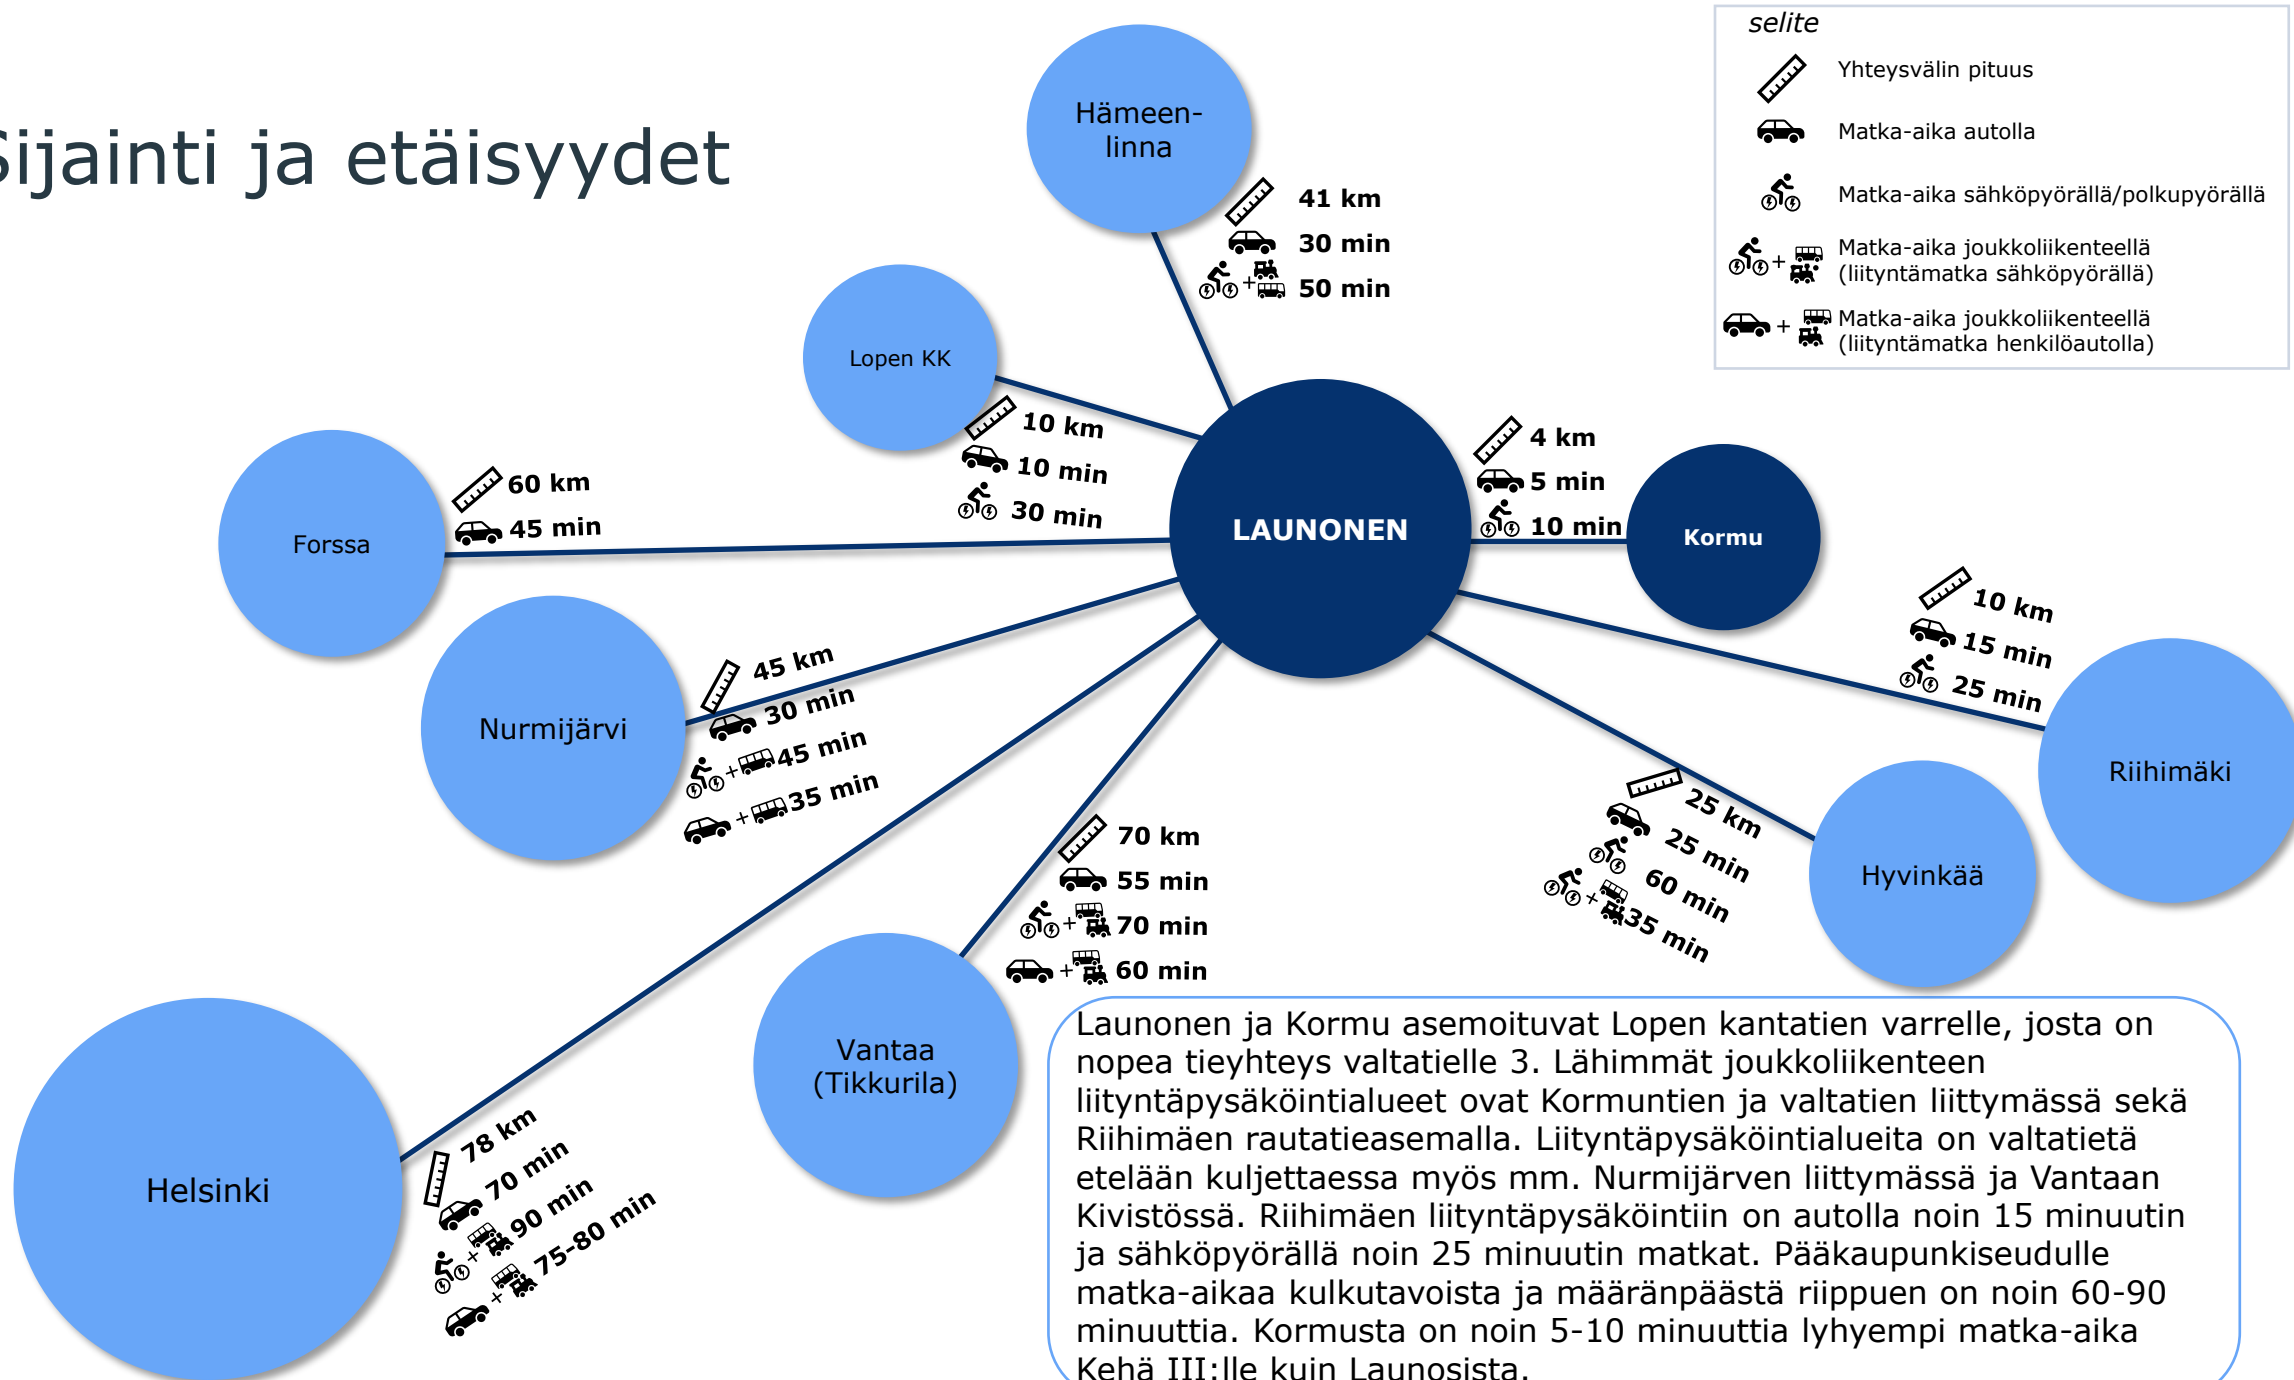 Sijainti ja etäisyydet
selite
Yhteysvälin pituus
Matka-aika autolla
Matka-aika sähköpyörällä/polkupyörällä
Matka-aika joukkoliikenteellä
(liityntämatka sähköpyörällä)
Matka-aika joukkoliikenteellä
(liityntämatka henkilöautolla)
Hämeen-
linna
41 km
30 min
50 min
Lopen KK
10 km
10 min
30 min
Forssa
60 km
45 min
LAUNONEN
4 km
5 min
10 min
Kormu
10 km
15 min
25 min
Riihimäki
Nurmijärvi
45 km
30 min
45 min
35 min
25 km
25 min
60 min
35 min
Hyvinkää
70 km
55 min
70 min
60 min
Vantaa
(Tikkurila)
Helsinki
78 km
70 min
90 min
75-80 min
Launonen ja Kormu asemoituvat Lopen kantatien varrelle, josta on
nopea tieyhteys valtatielle 3. Lähimmät joukkoliikenteen
liityntäpysäköintialueet ovat Kormuntien ja valtatien liittymässä sekä
Riihimäen rautatieasemalla. Liityntäpysäköintialueita on valtatietä
etelään kuljettaessa myös mm. Nurmijärven liittymässä ja Vantaan
Kivistössä. Riihimäen liityntäpysäköintiin on autolla noin 15 minuutin
ja sähköpyörällä noin 25 minuutin matkat. Pääkaupunkiseudulle
matka-aikaa kulkutavoista ja määränpäästä riippuen on noin 60-90
minuuttia. Kormusta on noin 5-10 minuuttia lyhyempi matka-aika
Kehä III:lle kuin Launosista.